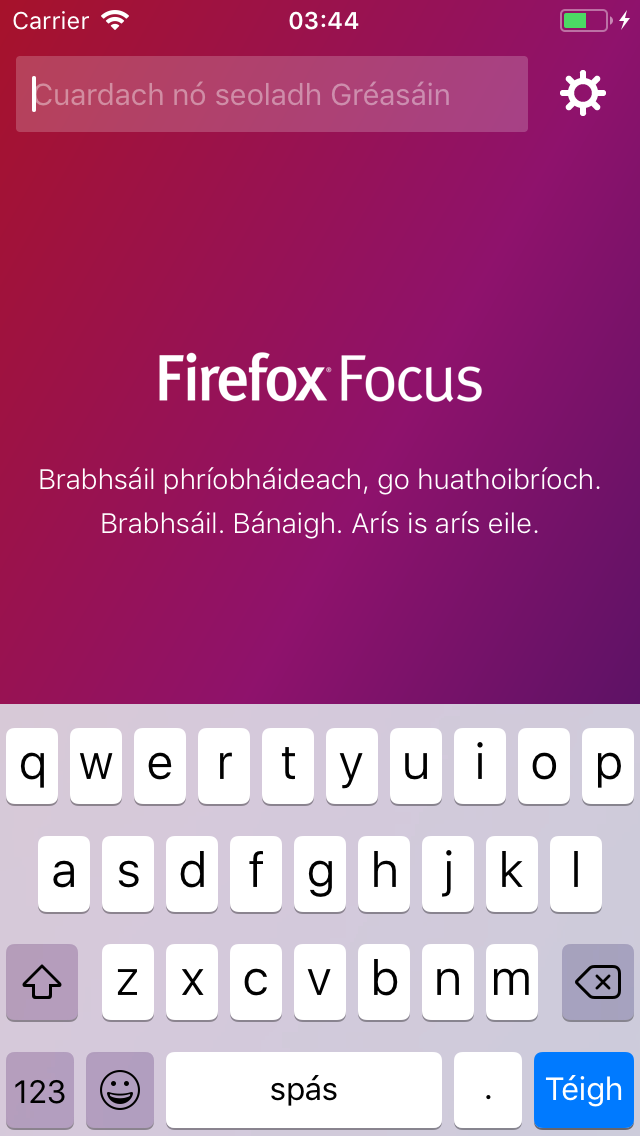 Carrier 03:44
Cuardach nó seoladh Gréasáin
Firefox® Focus
Brabhsáil phríobháideach, go huathoibríoch.
Brabhsáil. Bánaigh. Arís is arís eile.
q w e r t y u i o p
a s d f g h j k l
z x c v b n m
123 spás . Téigh